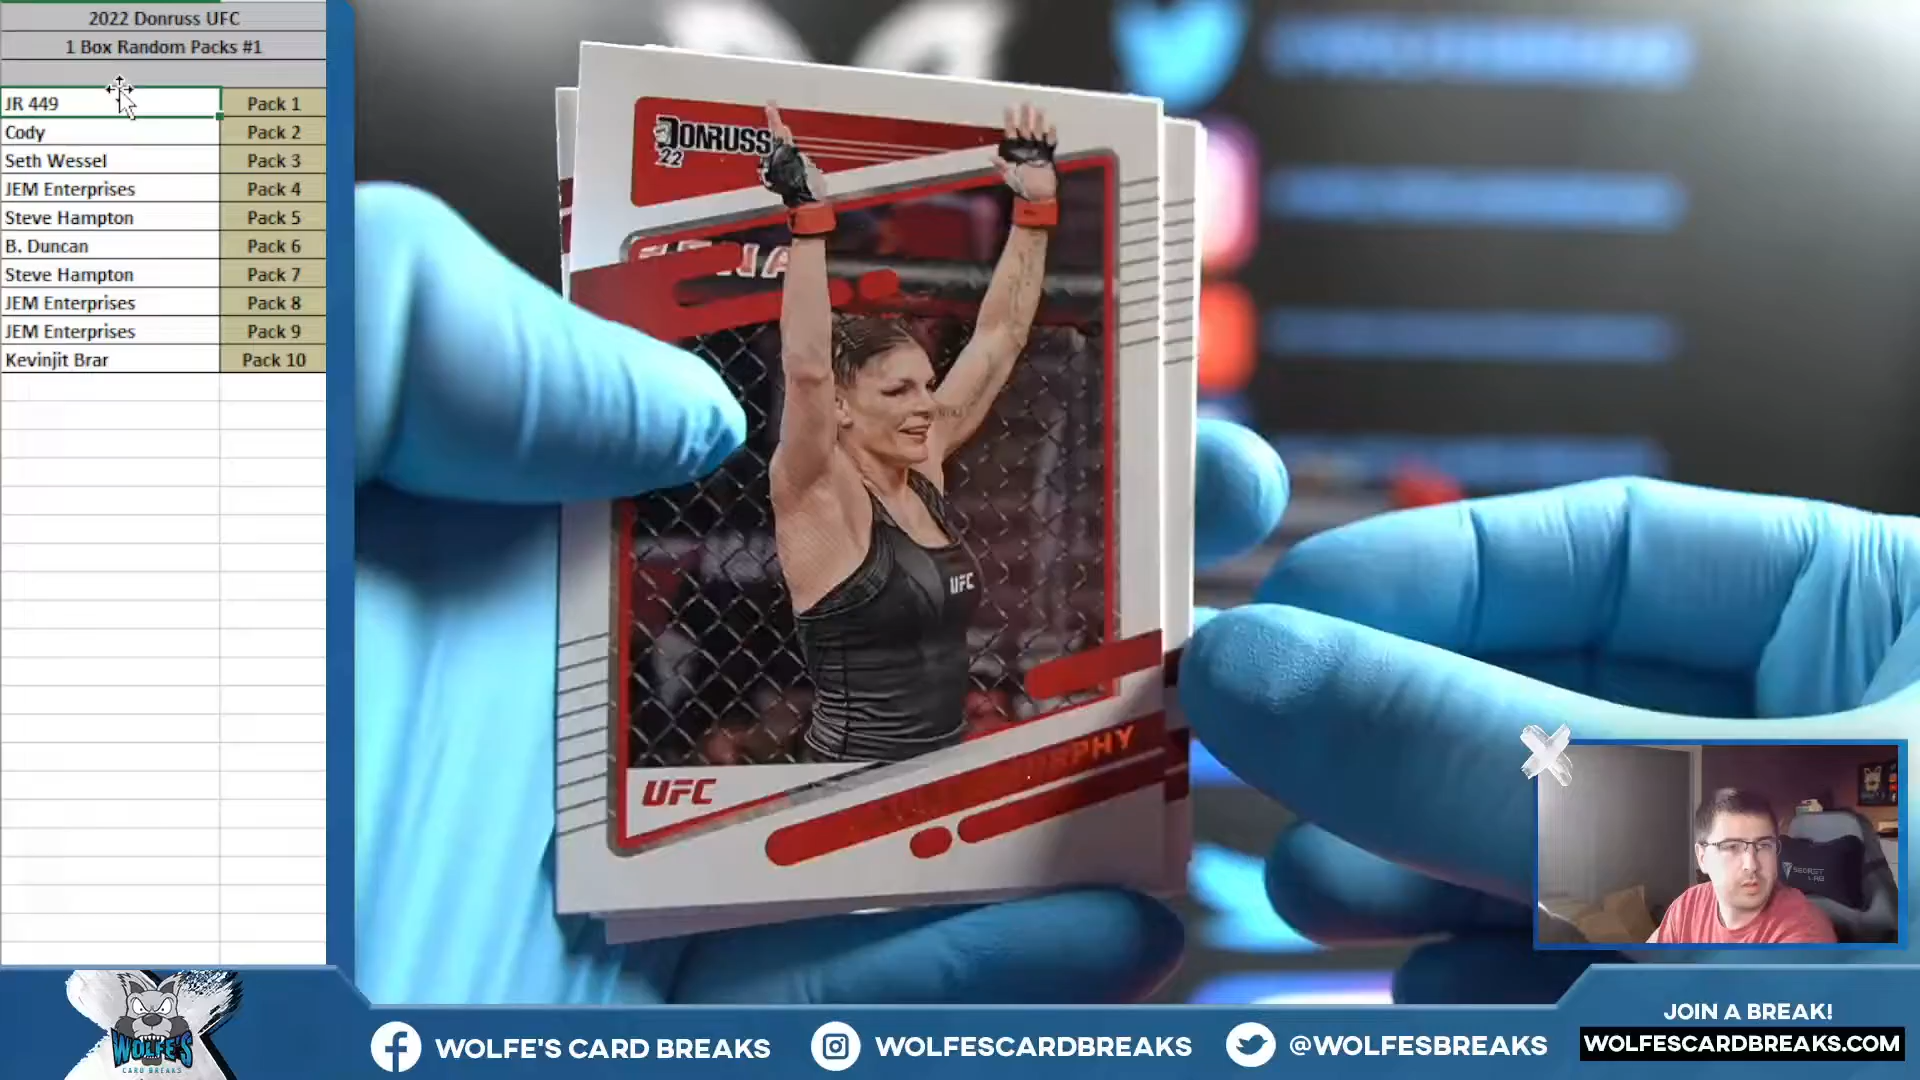 2022 Donruss UFC
1 Box Random Packs #1
JR 449 Pack 1
Cody Pack 2
Seth Wessel Pack 3
JEM Enterprises Pack 4
Steve Hampton Pack 5
B. Duncan Pack 6
Steve Hampton Pack 7
JEM Enterprises Pack 8
JEM Enterprises Pack 9
Kevinjit Brar Pack 10
DONRUSS
22
UFC
UFC
SECRET
LAB
WOLFE'S
CARD BREAKS
WOLFE'S CARD BREAKS
WOLFESCARDBREAKS
@WOLFESBREAKS
JOIN A BREAK!
WOLFESCARDBREAKS.COM